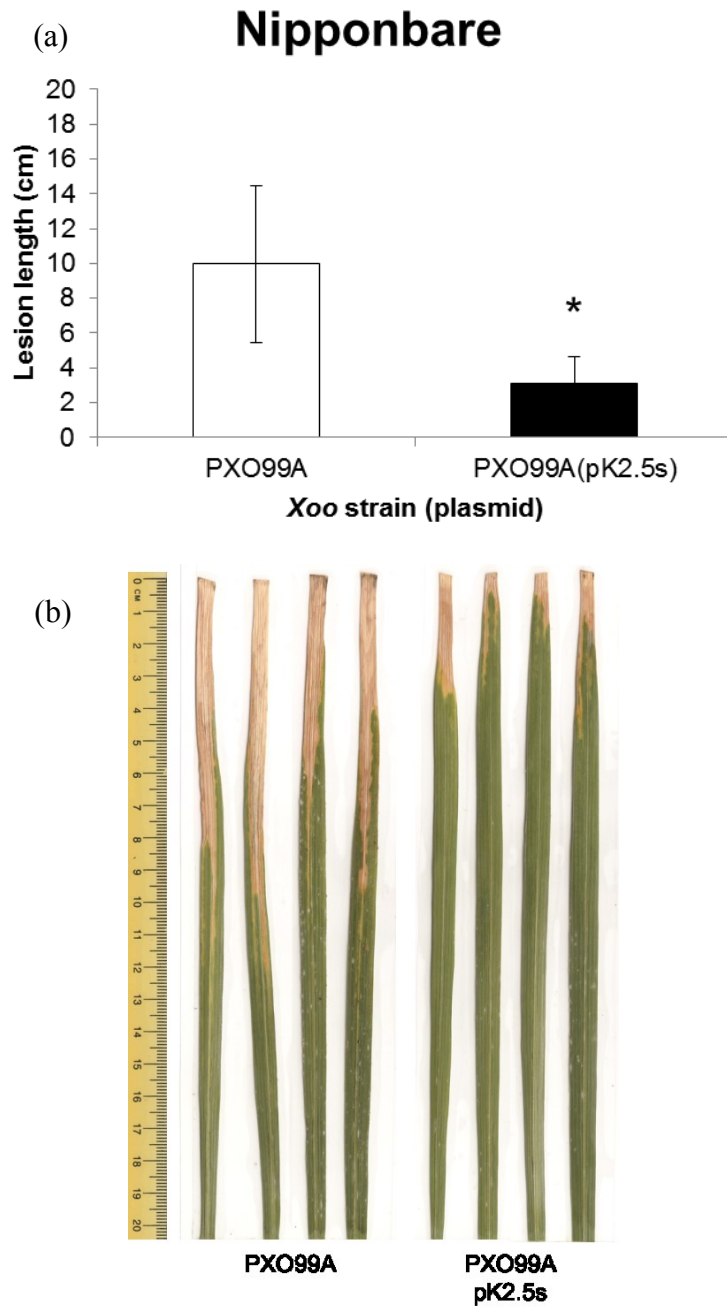 (a)
Nipponbare
Lesion length (cm)
20
18
16
14
12
10
8
6
4
2
0
*
PXO99A
PXO99A(pK2.5s)
Xoo strain (plasmid)
(b)
0 CM
1
2
3
4
5
6
7
8
9
10
11
12
13
14
15
16
17
18
19
20
PXO99A
PXO99A
pK2.5s